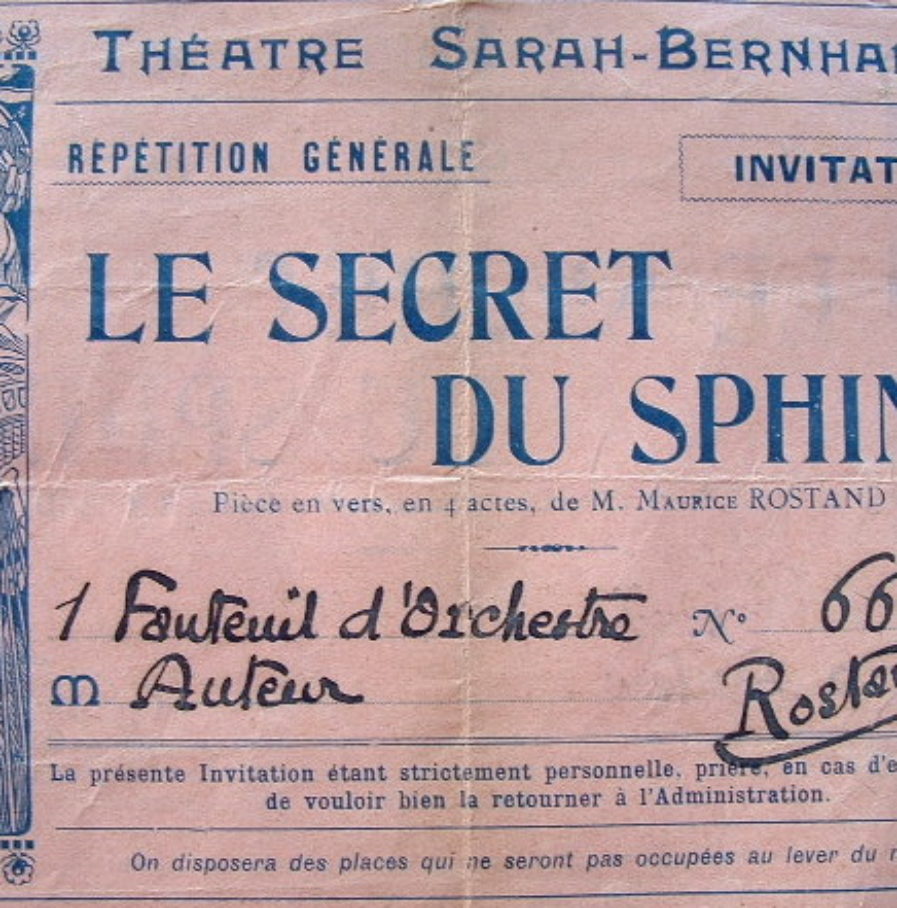 THÉATRE SARAH-BERNHA
RÉPÉTITION GÉNÉRALE
INVITAT
LE SECRET
DU SPHIN
Pièce en vers, en 4 actes, de M. MAURICE ROSTAND
1 Fauteuil d'Orchestre N° 66
M Auteur Rosta
La présente Invitation étant strictement personnelle, prière, en cas d'e
de vouloir bien la retourner à l'Administration.
On disposera des places qui ne seront pas occupées au lever du r